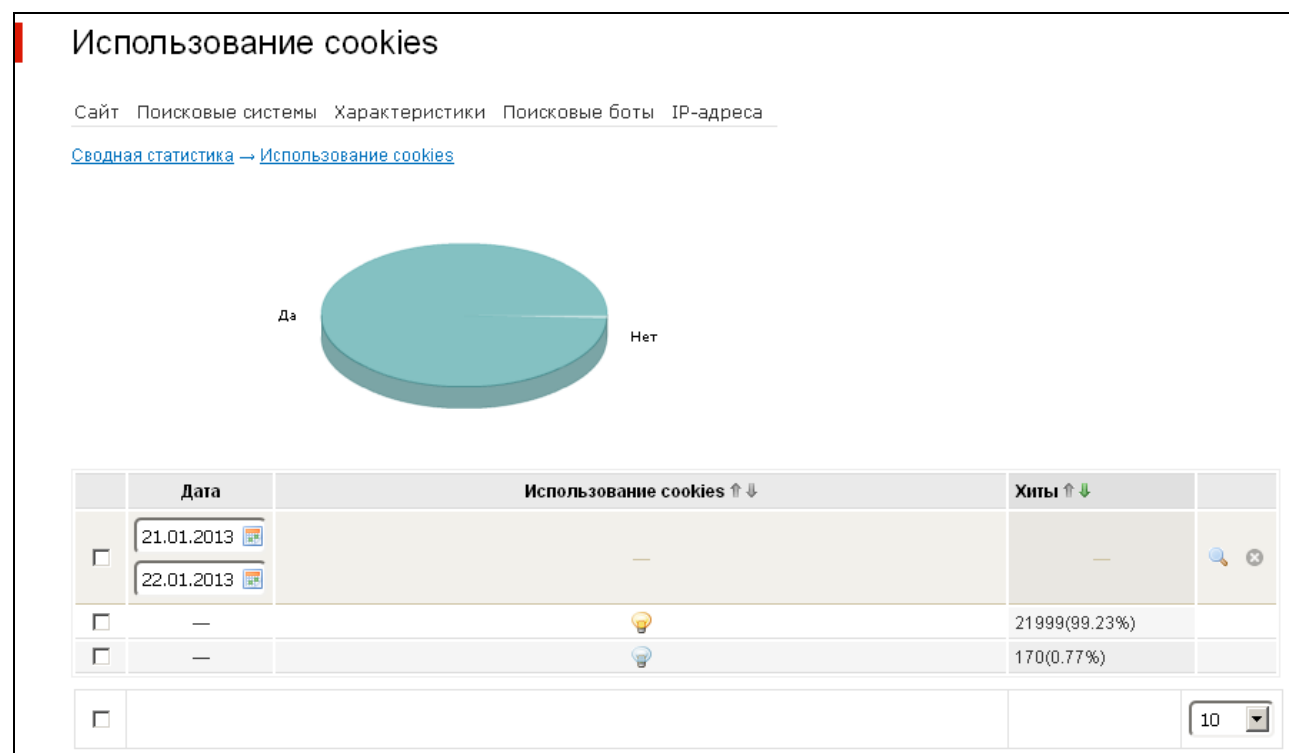 Использование cookies
Сайт Поисковые системы Характеристики Поисковые боты IP-адреса
Сводная статистика → Использование cookies
Да
Нет
Дата Использование cookies ⇑ ⇓ Хиты ⇑ ⇓
21.01.2013
— —
22.01.2013
— 21999(99.23%)
— 170(0.77%)
10